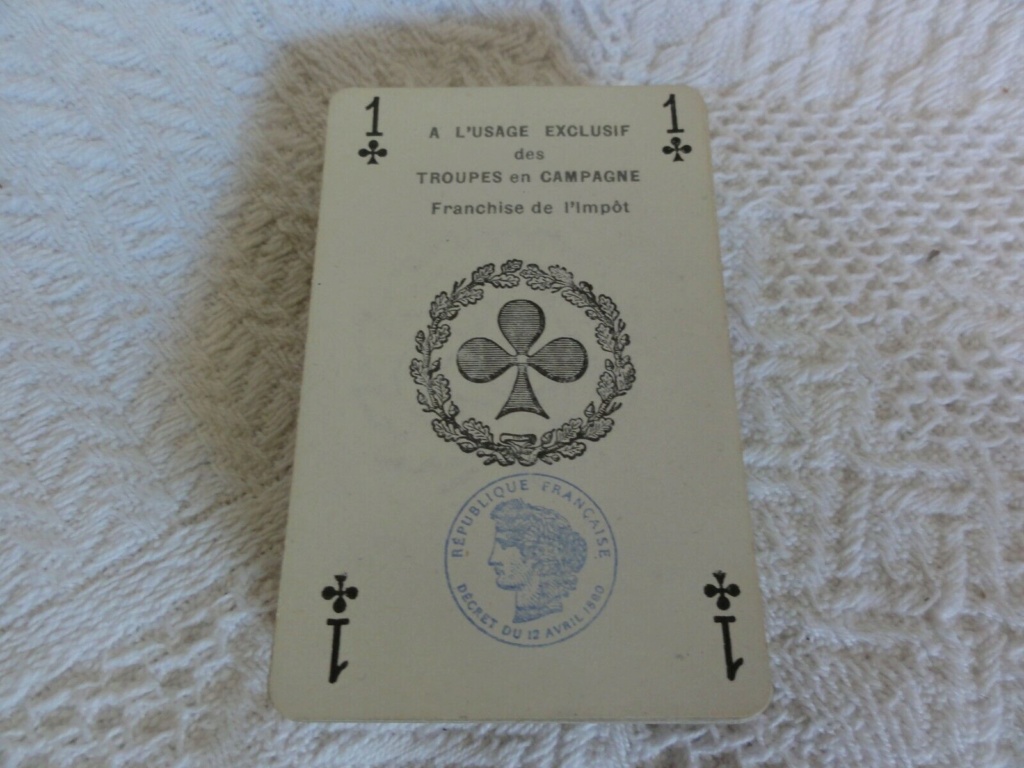 1 1
A L'USAGE EXCLUSIF
des
TROUPES en CAMPAGNE
Franchise de l'Impôt
RÉPUBLIQUE FRANÇAISE
DÉCRET DU 12 AVRIL 1890
1 1